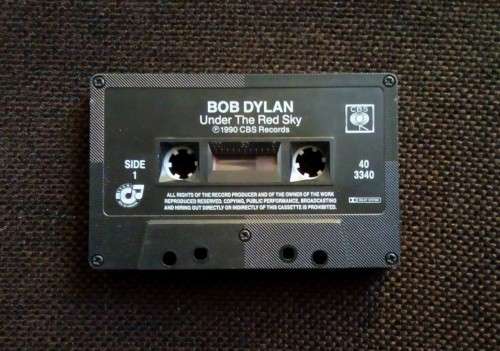 BOB DYLAN
Under The Red Sky
℗1990 CBS Records
CBS
SIDE
1
40
3340
ALL RIGHTS OF THE RECORD PRODUCER AND OF THE OWNER OF THE WORK
REPRODUCED RESERVED. COPYING, PUBLIC PERFORMANCE, BROADCASTING
AND HIRING OUT DIRECTLY OR INDIRECTLY OF THIS CASSETTE IS PROHIBITED.